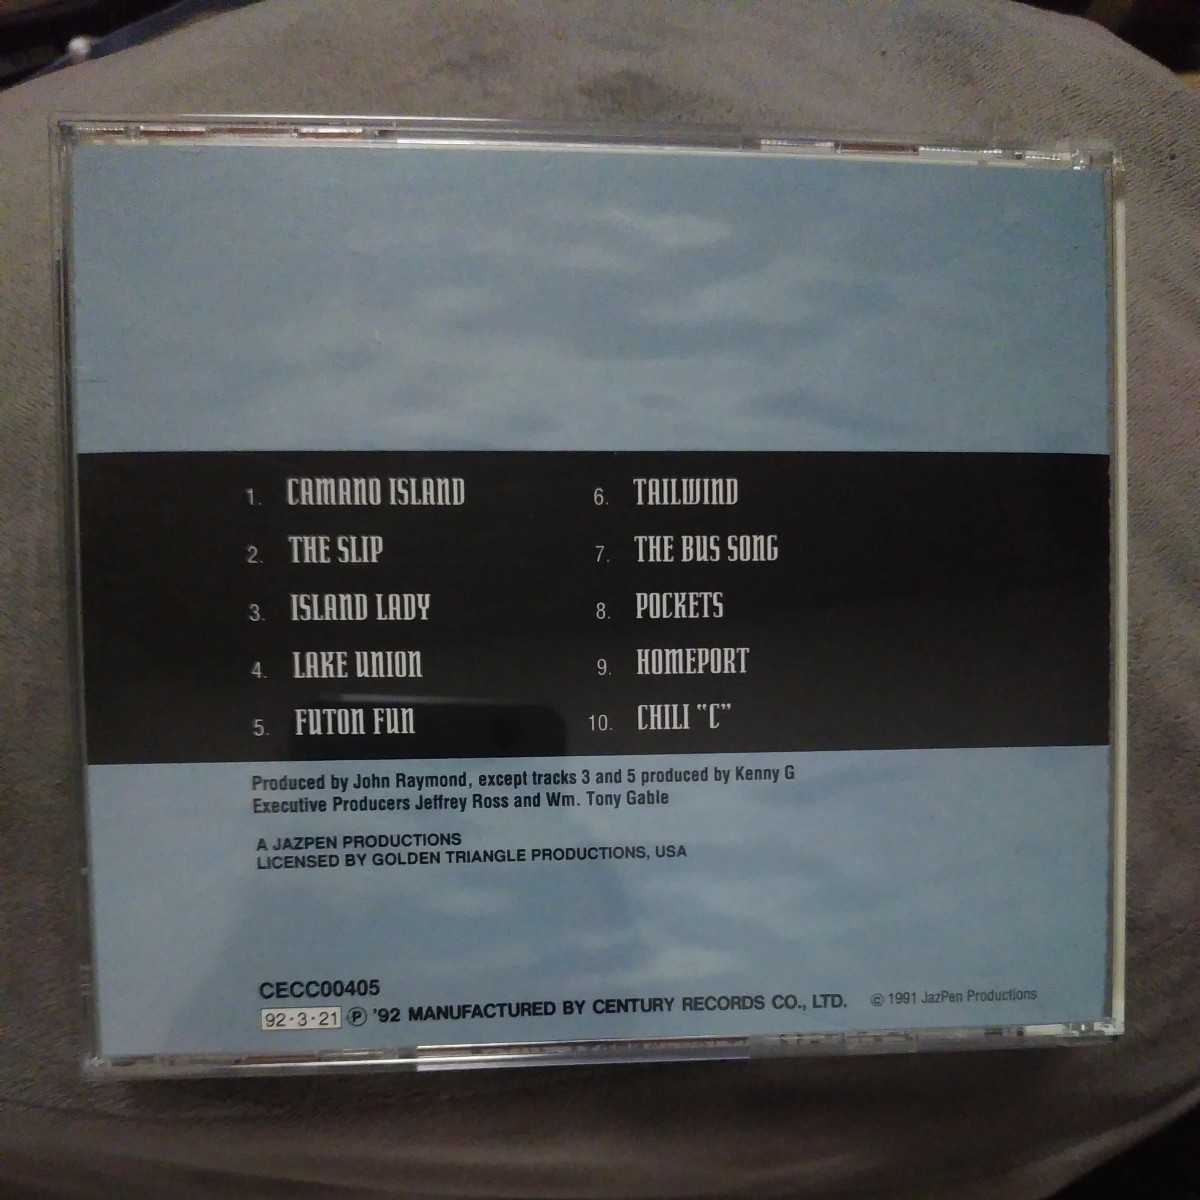 1. CAMANO ISLAND
2. THE SLIP
3. ISLAND LADY
4. LAKE UNION
5. FUTON FUN
6. TAILWIND
7. THE BUS SONG
8. POCKETS
9. HOMEPORT
10. CHILI “C”
Produced by John Raymond, except tracks 3 and 5 produced by Kenny G
Executive Producers Jeffrey Ross and Wm. Tony Gable
A JAZPEN PRODUCTIONS
LICENSED BY GOLDEN TRIANGLE PRODUCTIONS, USA
CECC00405
92·3·21 Ⓟ '92 MANUFACTURED BY CENTURY RECORDS CO., LTD. © 1991 JazPen Productions